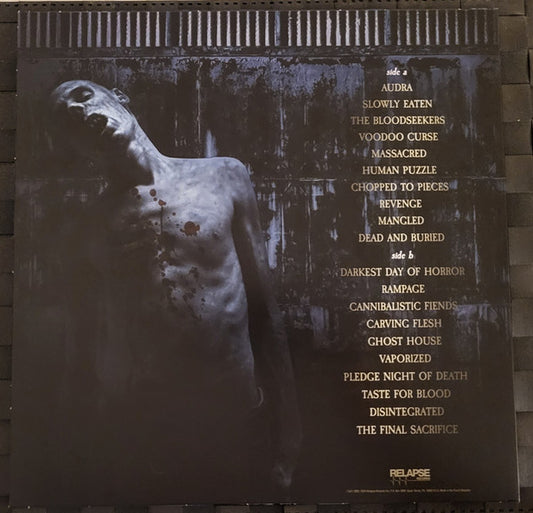 side a
AUDRA
SLOWLY EATEN
THE BLOODSEEKERS
VOODOO CURSE
MASSACRED
HUMAN PUZZLE
CHOPPED TO PIECES
REVENGE
MANGLED
DEAD AND BURIED
side b
DARKEST DAY OF HORROR
RAMPAGE
CANNIBALISTIC FIENDS
CARVING FLESH
GHOST HOUSE
VAPORIZED
PLEDGE NIGHT OF DEATH
TASTE FOR BLOOD
DISINTEGRATED
THE FINAL SACRIFICE
RELAPSE
RECORDS